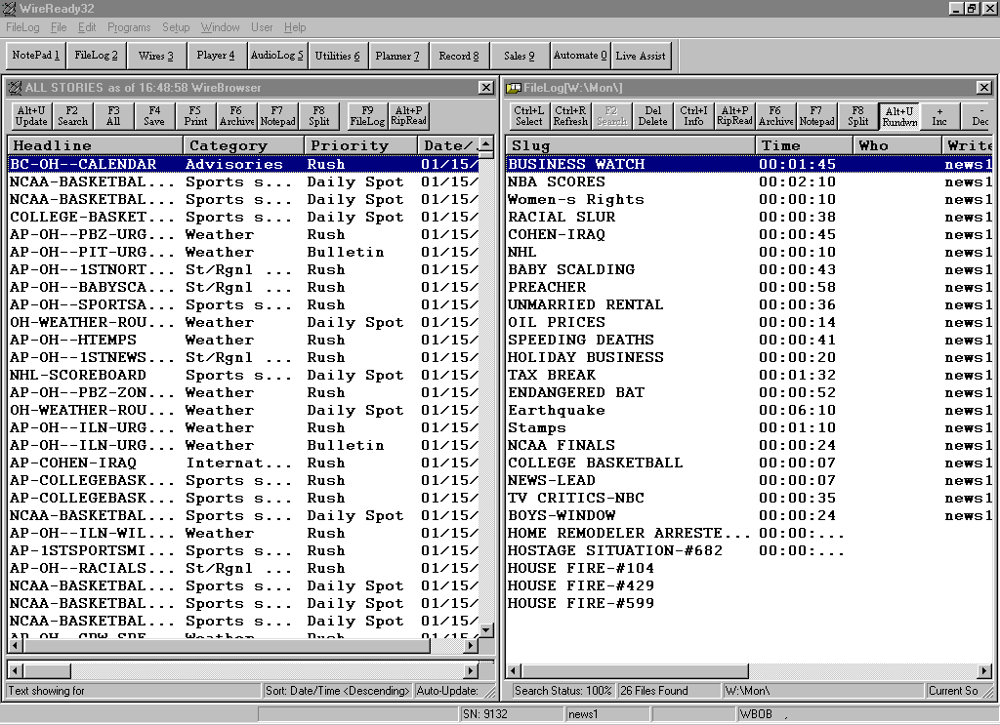 WireReady32
FileLog File Edit Programs Setup Window User Help
NotePad 1 FileLog 2 Wires 3 Player 4 AudioLog 5 Utilities 6 Planner 7 Record 8 Sales 9 Automate 0 Live Assist
ALL STORIES as of 16:48:58 WireBrowser
Alt+U F2 F3 F4 F5 F6 F7 F8 F9 Alt+P
Update Search All Save Print Archive Notepad Split FileLog RipRead
Headline Category Priority Date/.
BC-OH--CALENDAR Advisories Rush 01/15/
NCAA-BASKETBAL... Sports s... Daily Spot 01/15/
NCAA-BASKETBAL... Sports s... Daily Spot 01/15/
COLLEGE-BASKET... Sports s... Daily Spot 01/15/
AP-OH--PBZ-URG... Weather Rush 01/15/
AP-OH--PIT-URG... Weather Bulletin 01/15/
AP-OH--1STNORT... St/Rgnl ... Rush 01/15/
AP-OH--BABYSCA... St/Rgnl ... Rush 01/15/
AP-OH--SPORTSA... Sports s... Rush 01/15/
OH-WEATHER-ROU... Weather Daily Spot 01/15/
AP-OH--HTEMPS Weather Rush 01/15/
AP-OH--1STNEWS... St/Rgnl ... Rush 01/15/
NHL-SCOREBOARD Sports s... Daily Spot 01/15/
AP-OH--PBZ-ZON... Weather Rush 01/15/
OH-WEATHER-ROU... Weather Daily Spot 01/15/
AP-OH--ILN-URG... Weather Rush 01/15/
AP-OH--ILN-URG... Weather Bulletin 01/15/
AP-COHEN-IRAQ Internat... Rush 01/15/
AP-COLLEGEBASK... Sports s... Rush 01/15/
AP-COLLEGEBASK... Sports s... Rush 01/15/
NCAA-BASKETBAL... Sports s... Daily Spot 01/15/
AP-OH--ILN-WIL... Weather Rush 01/15/
AP-1STSPORTSMI... Sports s... Rush 01/15/
AP-OH--RACIALS... St/Rgnl ... Rush 01/15/
NCAA-BASKETBAL... Sports s... Daily Spot 01/15/
NCAA-BASKETBAL... Sports s... Daily Spot 01/15/
NCAA-BASKETBAL... Sports s... Daily Spot 01/15/
Text showing for Sort: Date/Time <Descending> Auto-Update:
FileLog[W:\Mon\]
Ctrl+L Ctrl+R F2 Del Ctrl+I Alt+P F6 F7 F8 Alt+U + -
Select Refresh Search Delete Info RipRead Archive Notepad Split Rundwn Inc Dec
Slug Time Who Write
BUSINESS WATCH 00:01:45 news1
NBA SCORES 00:02:10 news1
Women-s Rights 00:00:10 news1
RACIAL SLUR 00:00:38 news1
COHEN-IRAQ 00:00:45 news1
NHL 00:00:10 news1
BABY SCALDING 00:00:43 news1
PREACHER 00:00:58 news1
UNMARRIED RENTAL 00:00:36 news1
OIL PRICES 00:00:14 news1
SPEEDING DEATHS 00:00:41 news1
HOLIDAY BUSINESS 00:00:20 news1
TAX BREAK 00:01:32 news1
ENDANGERED BAT 00:00:52 news1
Earthquake 00:06:10 news1
Stamps 00:01:10 news1
NCAA FINALS 00:00:24 news1
COLLEGE BASKETBALL 00:00:07 news1
NEWS-LEAD 00:00:07 news1
TV CRITICS-NBC 00:00:35 news1
BOYS-WINDOW 00:00:24 news1
HOME REMODELER ARRESTE... 00:00:...
HOSTAGE SITUATION-#682 00:00:...
HOUSE FIRE-#104
HOUSE FIRE-#429
HOUSE FIRE-#599
Search Status: 100% 26 Files Found W:\Mon\ Current So
SN: 9132 news1 WBOB ,